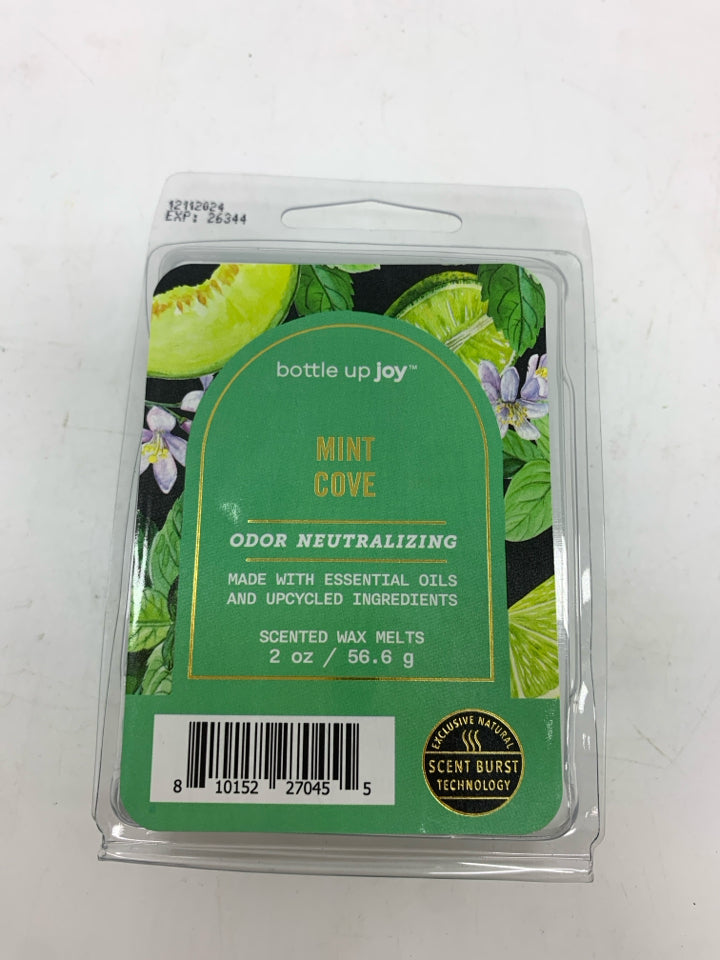 12112024
EXP: 26344
bottle up joy™
MINT
COVE
ODOR NEUTRALIZING
MADE WITH ESSENTIAL OILS
AND UPCYCLED INGREDIENTS
SCENTED WAX MELTS
2 oz / 56.6 g
8 10152 27045 5
EXCLUSIVE NATURAL
SCENT BURST
TECHNOLOGY